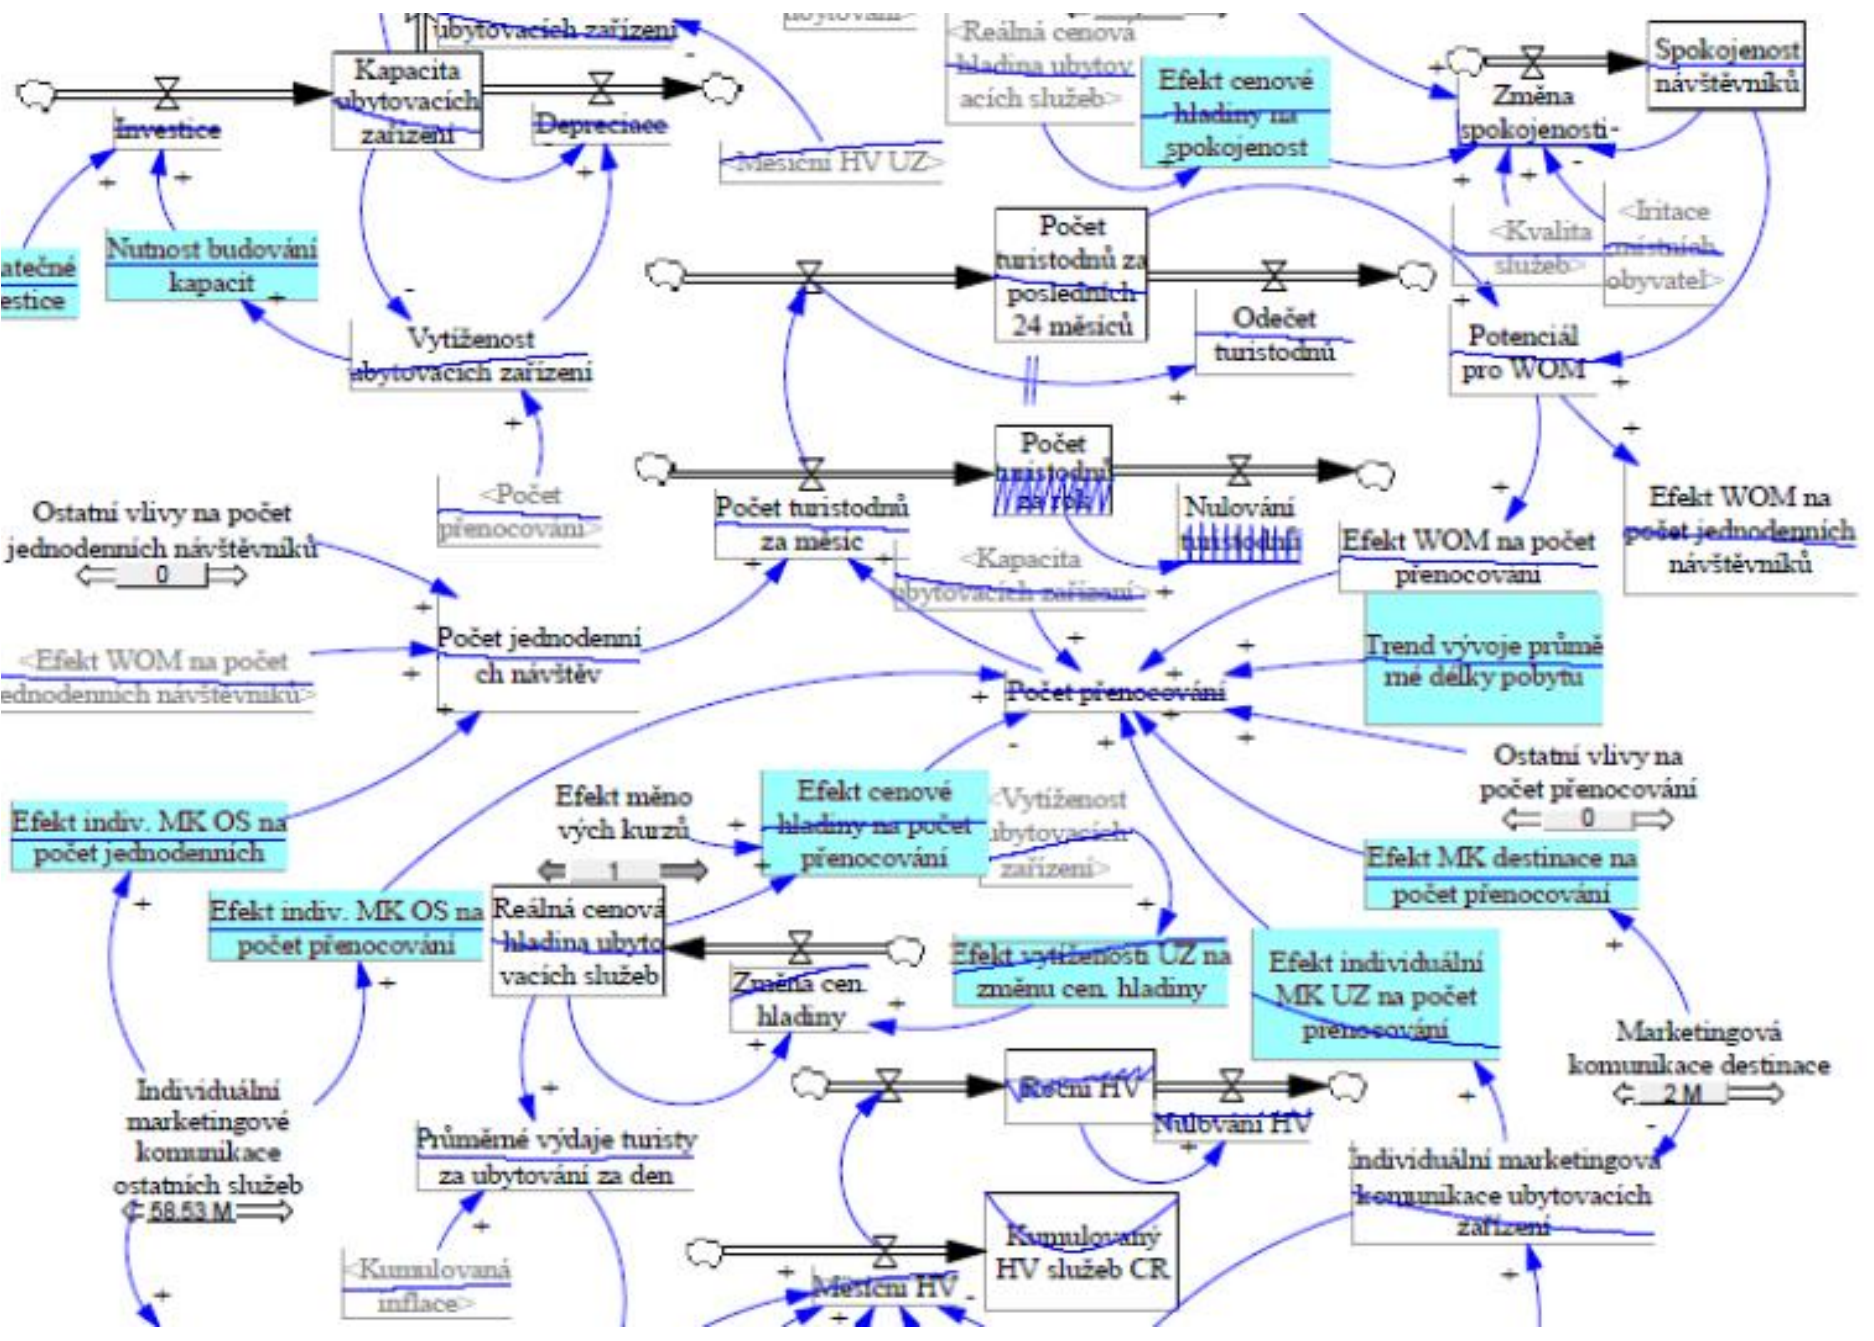 ubytovacích zařízení
<Reálná cenová
hladina ubytov
acích služeb>
Kapacita
ubytovacích
zařízení
Investice
Depreciace
<Měsíční HV UZ>
Efekt cenové
hladiny na
spokojenost
Změna
spokojenosti
Spokojenost
návštěvníků
<Kvalita
služeb>
<Iritace
místních
obyvatel>
Nutnost budování
kapacit
Vytíženost
ubytovacích zařízení
Počet
turistodnů za
posledních
24 měsíců
Odečet
turistodnů
Potenciál
pro WOM
<Počet
přenocování>
Počet
turistodnů
za rok
Nulování
turistodnů
Počet turistodnů
za měsíc
<Kapacita
ubytovacích zařízení>
Efekt WOM na počet
přenocování
Efekt WOM na
počet jednodenních
návštěvníků
Ostatní vlivy na počet
jednodenních návštěvníků
0
<Efekt WOM na počet
jednodenních návštěvníků>
Počet jednodenní
ch návštěv
Počet přenocování
Trend vývoje průmě
rné délky pobytu
Ostatní vlivy na
počet přenocování
0
Efekt indiv. MK OS na
počet jednodenních
Efekt indiv. MK OS na
počet přenocování
Efekt měno
vých kurzů
1
Efekt cenové
hladiny na počet
přenocování
<Vytíženost
ubytovacích
zařízení>
Efekt MK destinace na
počet přenocování
Reálná cenová
hladina ubyto
vacích služeb
Změna cen.
hladiny
Efekt vytíženosti UZ na
změnu cen. hladiny
Efekt individuální
MK UZ na počet
přenocování
Marketingová
komunikace destinace
2 M
Individuální
marketingové
komunikace
ostatních služeb
58.53 M
Průměrné výdaje turisty
za ubytování za den
Roční HV
Nulování HV
Individuální marketingová
komunikace ubytovacích
zařízení
<Kumulovaná
inflace>
Měsíční HV
Kumulovaný
HV služeb CR